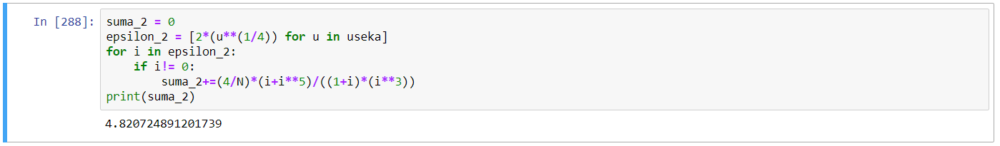 In [288]: suma_2 = 0
epsilon_2 = [2*(u**(1/4)) for u in useka]
for i in epsilon_2:
    if i!= 0:
        suma_2+=(4/N)*(i+i**5)/((1+i)*(i**3))
print(suma_2)
4.820724891201739